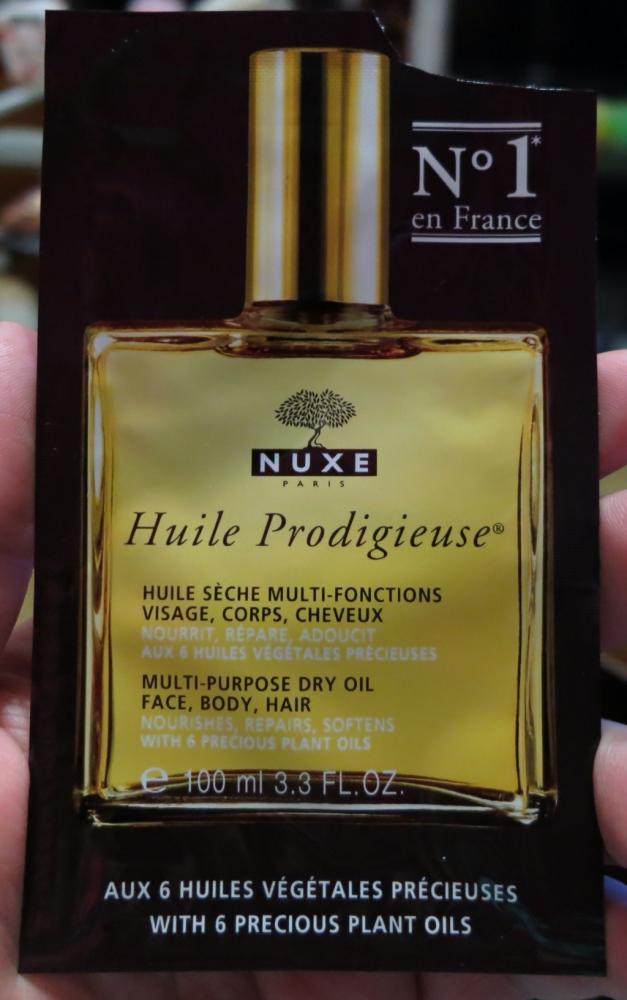 N° 1*
en France
NUXE
PARIS
Huile Prodigieuse®
HUILE SÈCHE MULTI-FONCTIONS
VISAGE, CORPS, CHEVEUX
NOURRIT, RÉPARE, ADOUCIT
AUX 6 HUILES VÉGÉTALES PRÉCIEUSES
MULTI-PURPOSE DRY OIL
FACE, BODY, HAIR
NOURISHES, REPAIRS, SOFTENS
WITH 6 PRECIOUS PLANT OILS
℮ 100 ml 3.3 FL.OZ.
AUX 6 HUILES VÉGÉTALES PRÉCIEUSES
WITH 6 PRECIOUS PLANT OILS